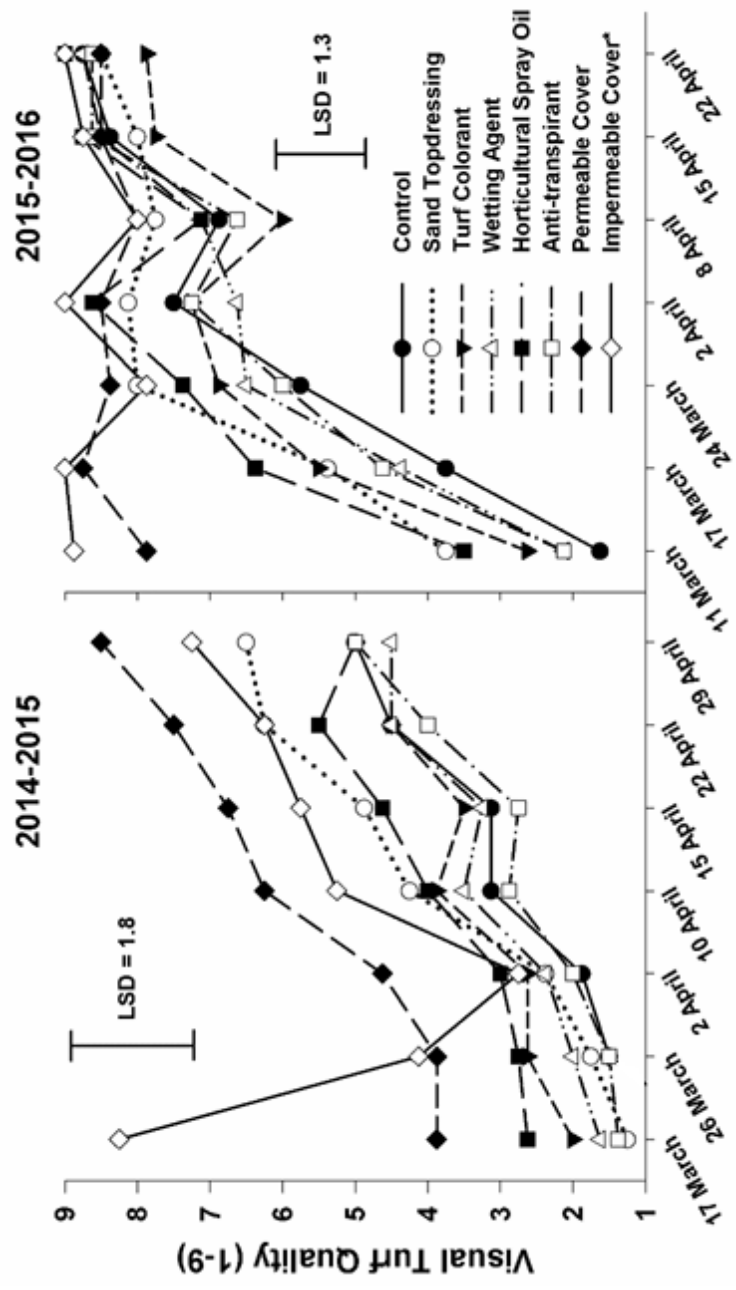 2014-2015
2015-2016
Visual Turf Quality (1-9)
9
8
7
6
5
4
3
2
1
LSD = 1.8
LSD = 1.3
Control
Sand Topdressing
Turf Colorant
Wetting Agent
Horticultural Spray Oil
Anti-transpirant
Permeable Cover
Impermeable Cover*
17 March
26 March
2 April
10 April
15 April
22 April
29 April
11 March
17 March
24 March
2 April
8 April
15 April
22 April